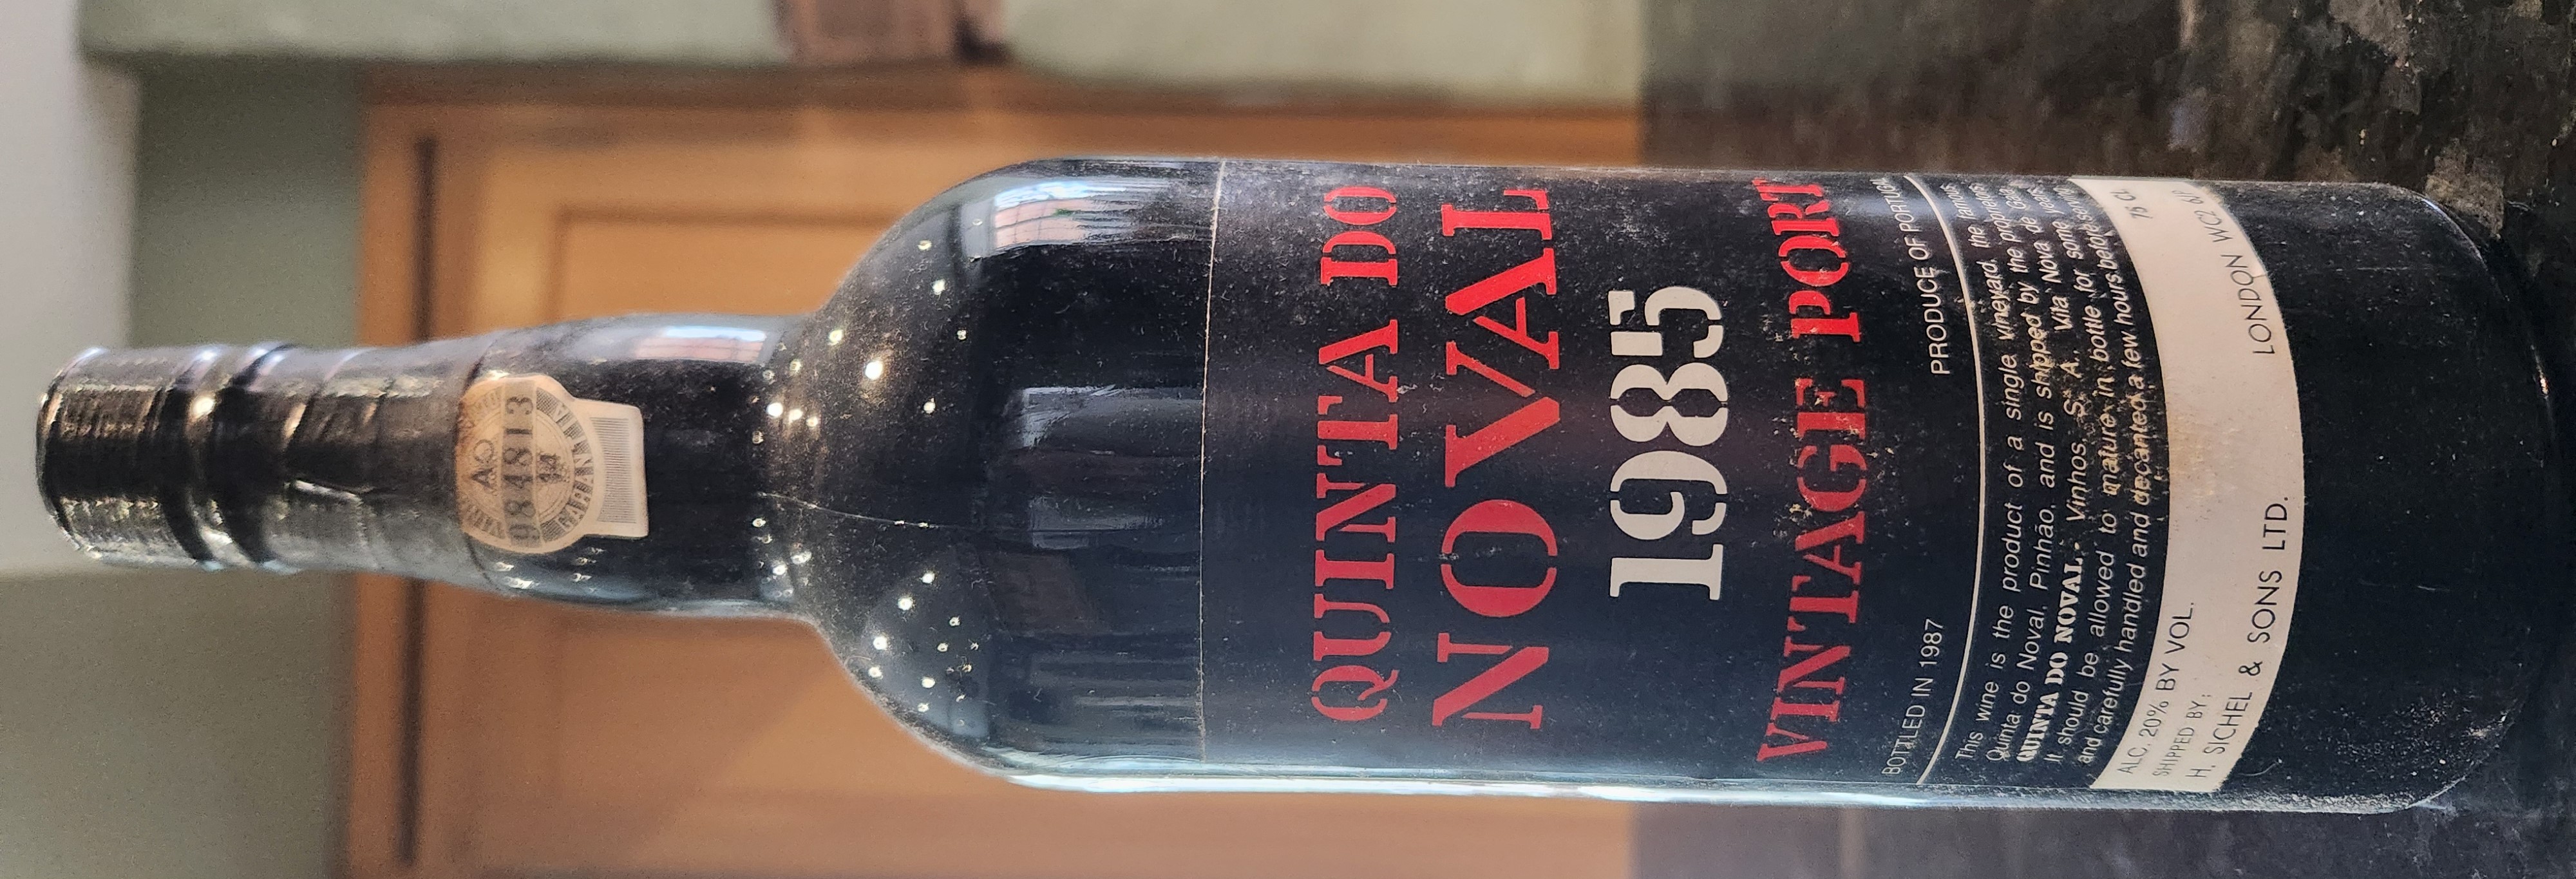 984813
QUINTA DO
NOVAL
1985
VINTAGE PORT
BOTTLED IN 1987 PRODUCE OF PORTUGAL
This wine is the product of a single vineyard, the famous
Quinta do Noval, Pinhão, and is shipped by the proprietors
QUINTA DO NOVAL - Vinhos, S. A., Vila Nova de Gaia.
It should be allowed to mature in bottle for some years
and carefully handled and decanted a few hours before
ALC. 20% BY VOL. 75 CL
SHIPPED BY:
H. SICHEL & SONS LTD. LONDON WC2